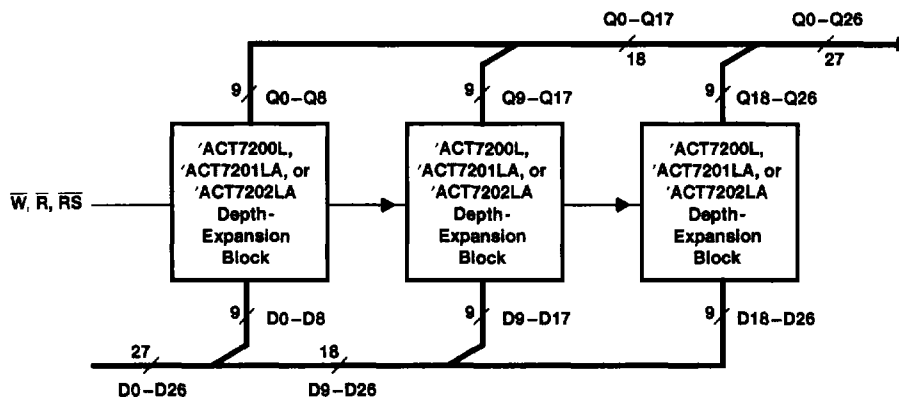 Q0–Q17 Q0–Q26
18 27
9 Q0–Q8 9 Q9–Q17 9 Q18–Q26
'ACT7200L,
'ACT7201LA, or
'ACT7202LA
Depth-
Expansion
Block
'ACT7200L,
'ACT7201LA, or
'ACT7202LA
Depth-
Expansion
Block
'ACT7200L,
'ACT7201LA, or
'ACT7202LA
Depth-
Expansion
Block
W̅, R̅, R̅S̅
9 D0–D8 9 D9–D17 9 D18–D26
27 18
D0–D26 D9–D26